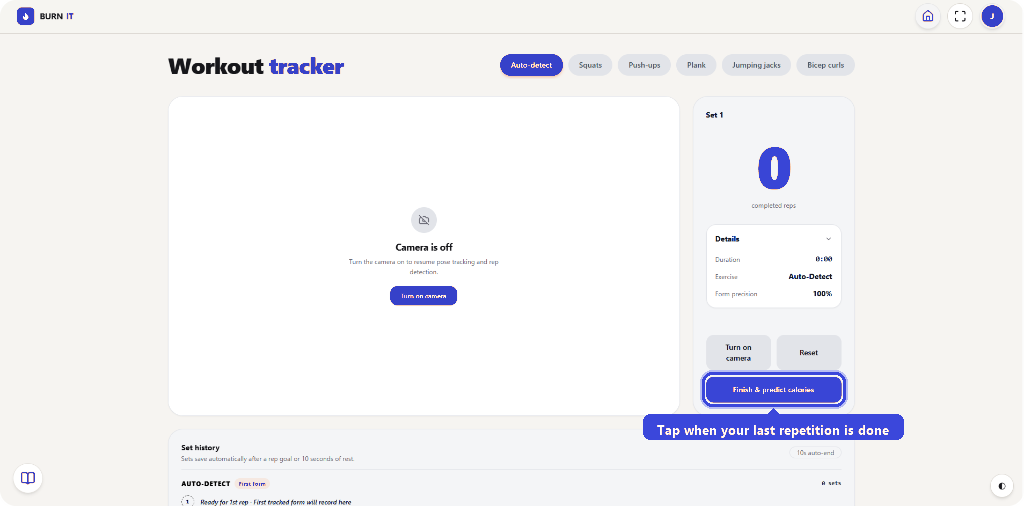 BURN IT
J
Workout tracker
Auto-detect
Squats
Push-ups
Plank
Jumping jacks
Bicep curls
Camera is off
Turn the camera on to resume pose tracking and rep
detection.
Turn on camera
Set 1
0
completed reps
Details
Duration 0:00
Exercise Auto-Detect
Form precision 100%
Turn on
camera
Reset
Finish & predict calories
Tap when your last repetition is done
Set history
Sets save automatically after a rep goal or 10 seconds of rest.
10s auto-end
AUTO-DETECT First form 0 sets
1 Ready for 1st rep - First tracked form will record here